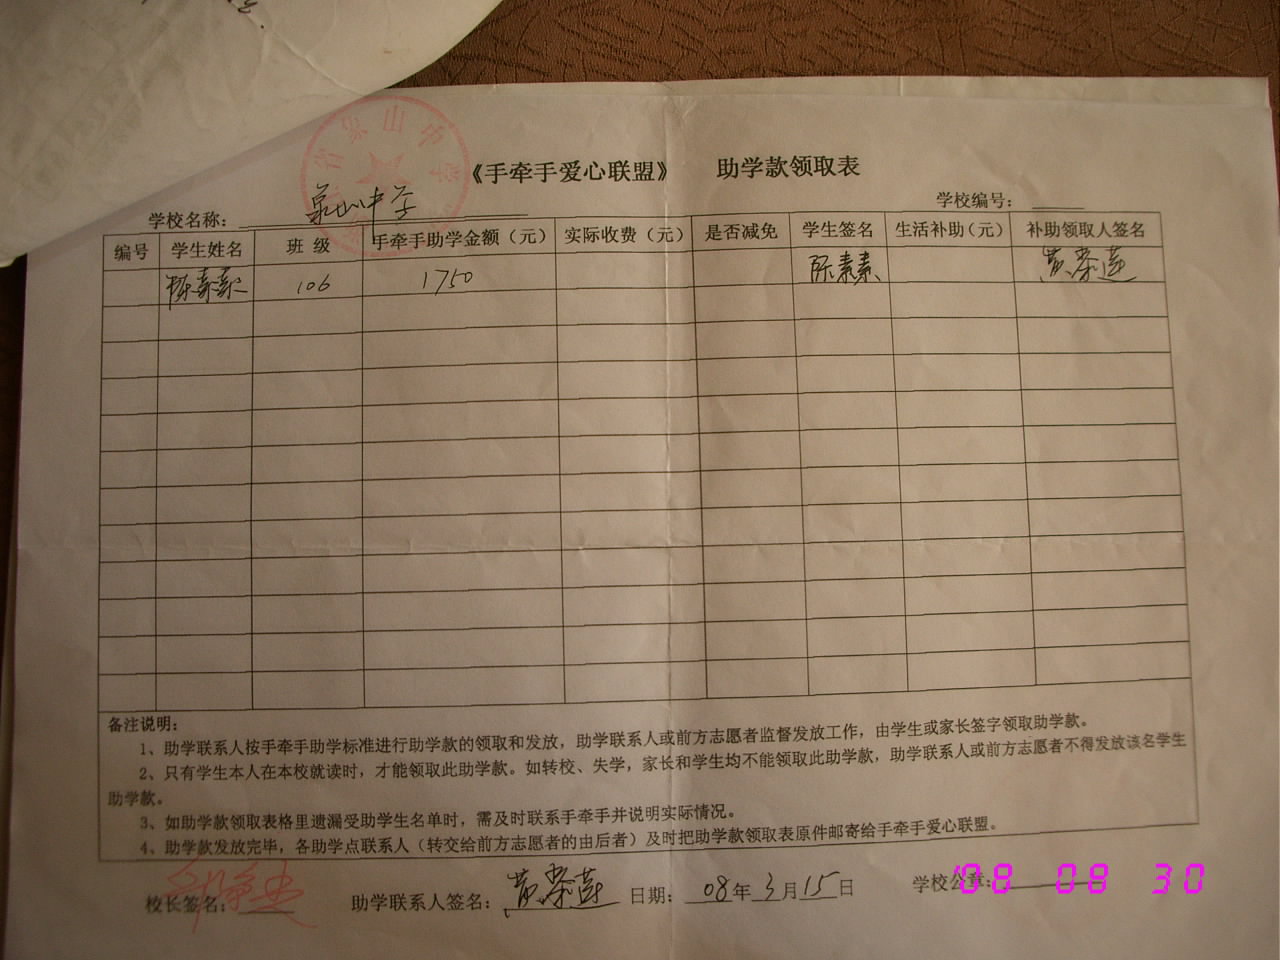 《手牵手爱心联盟》 助学款领取表
学校名称： 象山中学 学校编号：
编号 学生姓名 班 级 手牵手助学金额（元） 实际收费（元） 是否减免 学生签名 生活补助（元） 补助领取人签名
陈素素 106 1750 陈素素 黄荣莲
备注说明：
1、助学联系人按手牵手助学标准进行助学款的领取和发放，助学联系人或前方志愿者监督发放工作，由学生或家长签字领取助学款。
2、只有学生本人在本校就读时，才能领取此助学款。如转校、失学，家长和学生均不能领取此助学款，助学联系人或前方志愿者不得发放该名学生
助学款。
3、如助学款领取表格里遗漏受助学生名单时，需及时联系手牵手并说明实际情况。
4、助学款发放完毕，各助学点联系人（转交给前方志愿者的由后者）及时把助学款领取表原件邮寄给手牵手爱心联盟。
校长签名： 助学联系人签名： 黄荣莲 日期： 08年3月15日 学校公章：
'08 08 30